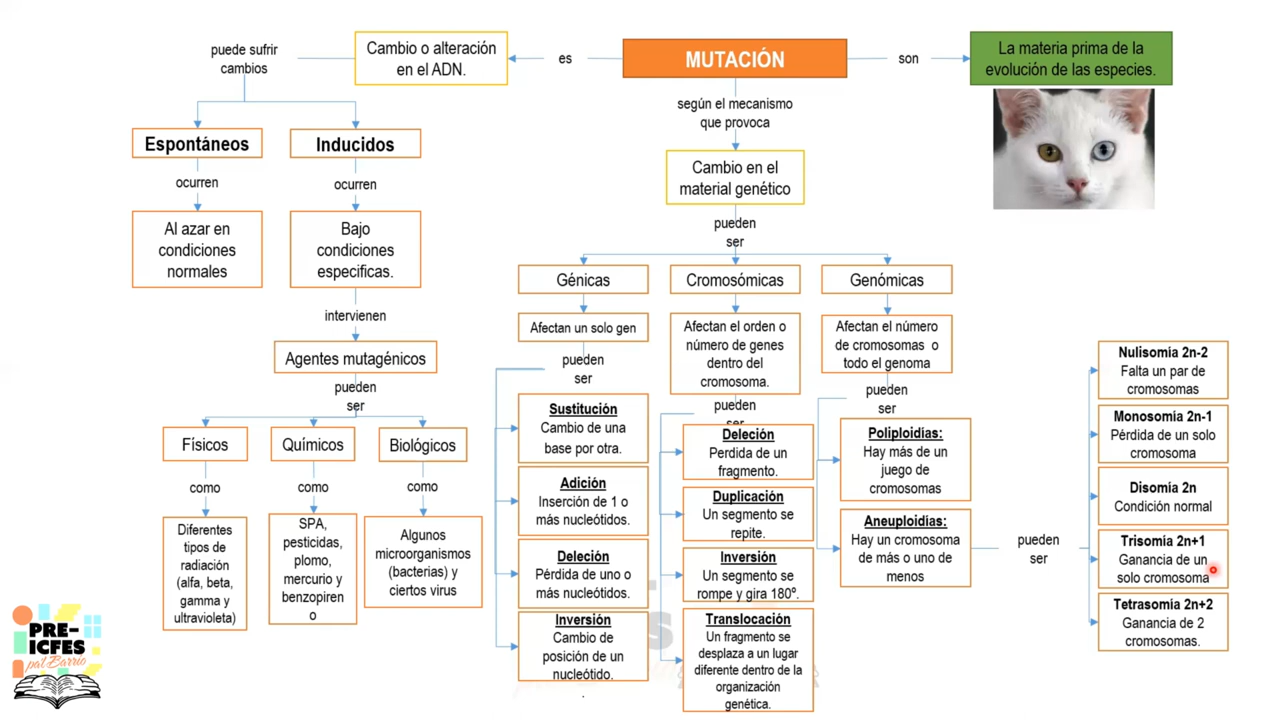 MUTACIÓN
es
Cambio o alteración
en el ADN.
puede sufrir
cambios
son
La materia prima de la
evolución de las especies.
Espontáneos
ocurren
Al azar en
condiciones
normales
Inducidos
ocurren
Bajo
condiciones
especificas.
intervienen
Agentes mutagénicos
pueden
ser
Físicos
como
Diferentes
tipos de
radiación
(alfa, beta,
gamma y
ultravioleta)
Químicos
como
SPA,
pesticidas,
plomo,
mercurio y
benzopiren
o
Biológicos
como
Algunos
microorganismos
(bacterias) y
ciertos virus
según el mecanismo
que provoca
Cambio en el
material genético
pueden
ser
Génicas
Afectan un solo gen
pueden
ser
Sustitución
Cambio de una
base por otra.
Adición
Inserción de 1 o
más nucleótidos.
Deleción
Pérdida de uno o
más nucleótidos.
Inversión
Cambio de
posición de un
nucleótido.
.
Cromosómicas
Afectan el orden o
número de genes
dentro del
cromosoma.
pueden
ser
Deleción
Perdida de un
fragmento.
Duplicación
Un segmento se
repite.
Inversión
Un segmento se
rompe y gira 180º.
Translocación
Un fragmento se
desplaza a un lugar
diferente dentro de la
organización
genética.
Genómicas
Afectan el número
de cromosomas o
todo el genoma
pueden
ser
Poliploidías:
Hay más de un
juego de
cromosomas
Aneuploidías:
Hay un cromosoma
de más o uno de
menos
pueden
ser
Nulisomía 2n-2
Falta un par de
cromosomas
Monosomía 2n-1
Pérdida de un solo
cromosoma
Disomía 2n
Condición normal
Trisomía 2n+1
Ganancia de un
solo cromosoma
Tetrasomía 2n+2
Ganancia de 2
cromosomas.
PRE-
ICFES
pa'l Barrio